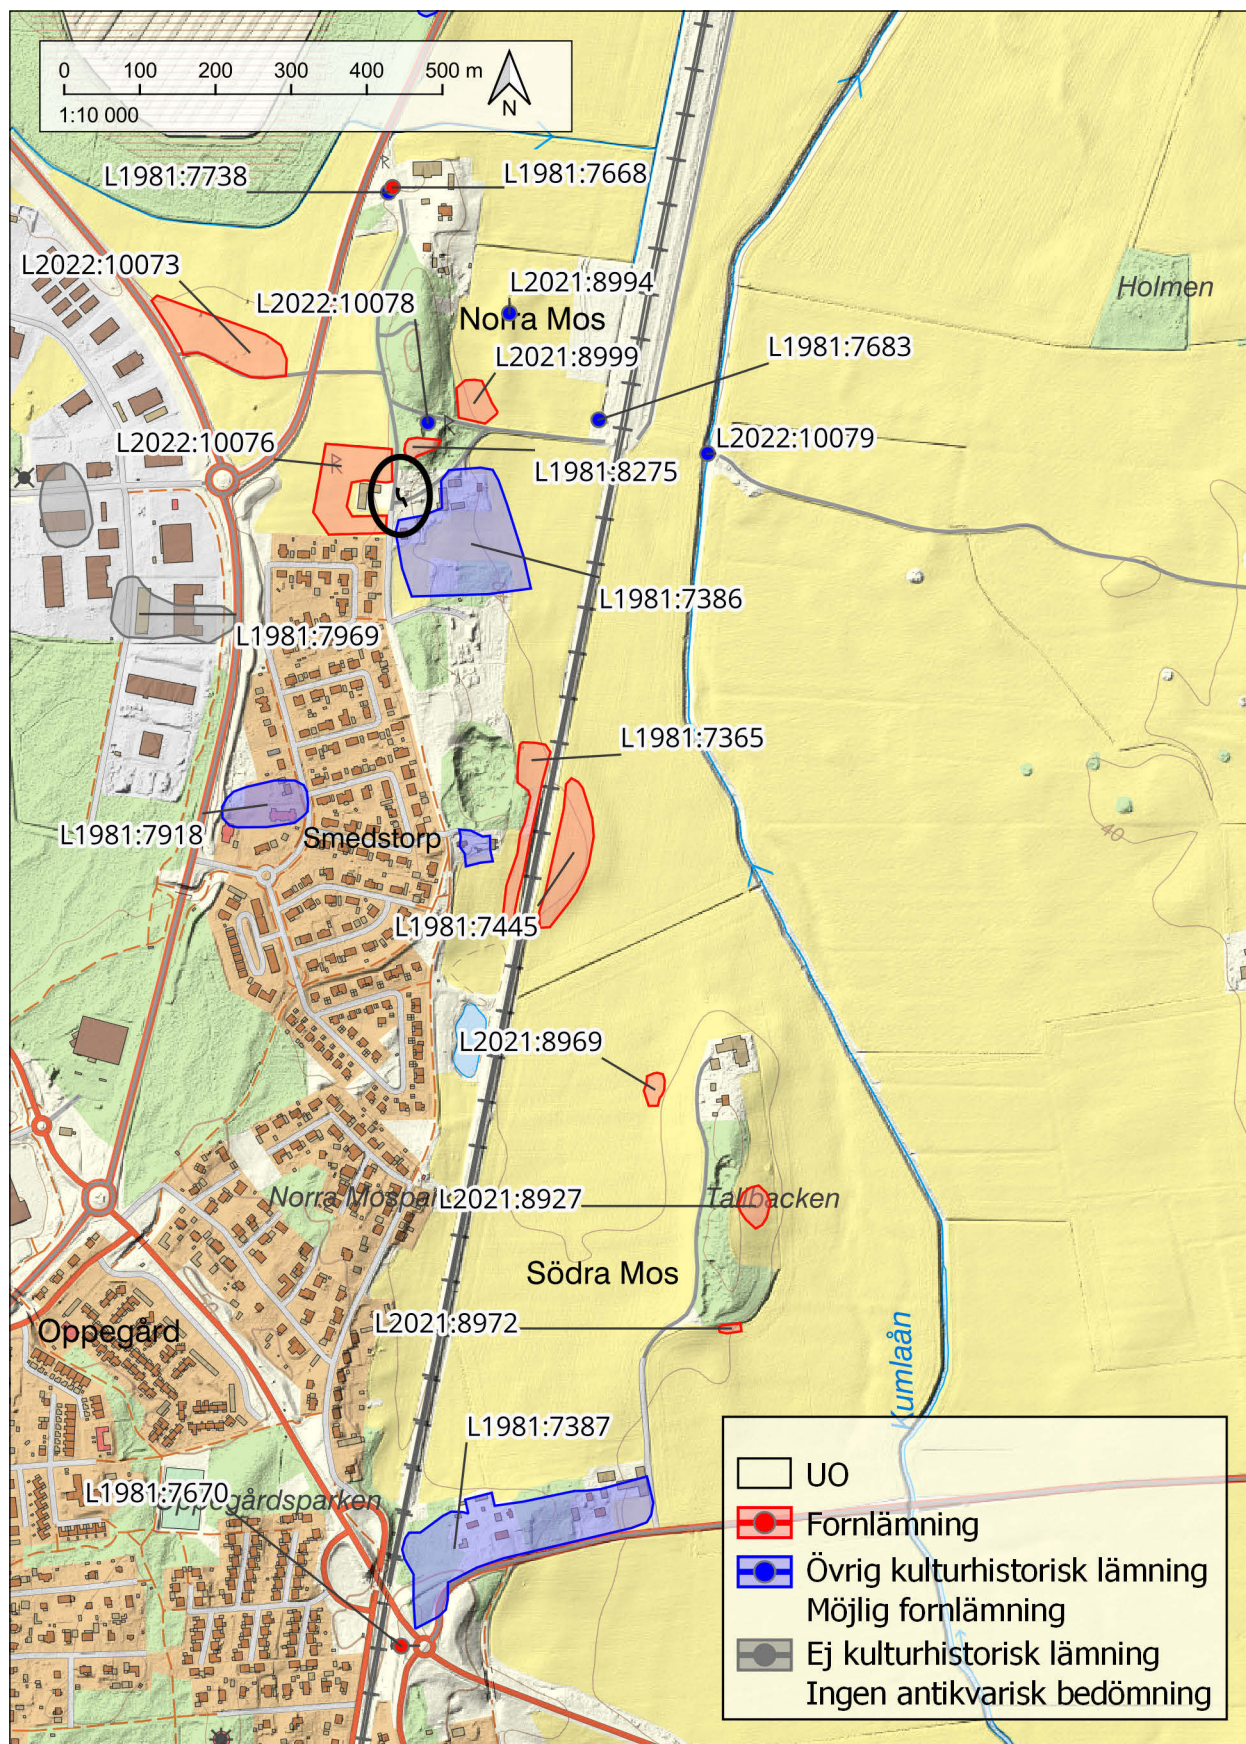 0 100 200 300 400 500 m
1:10 000
N
R
L1981:7738
L1981:7668
L2022:10073
L2022:10078
L2021:8994
Norra Mos
Holmen
L2021:8999
L1981:7683
L2022:10076
L2022:10079
R
R
L1981:8275
L1981:7386
L1981:7969
L1981:7365
L1981:7918
Smedstorp
40
L1981:7445
L2021:8969
Norra Mospar
L2021:8927
Tallbacken
Södra Mos
50
L2021:8972
Oppegård
Kumlaån
L1981:7387
L1981:7670
Oppegårdsparken
UO
Fornlämning
Övrig kulturhistorisk lämning
Möjlig fornlämning
Ej kulturhistorisk lämning
Ingen antikvarisk bedömning